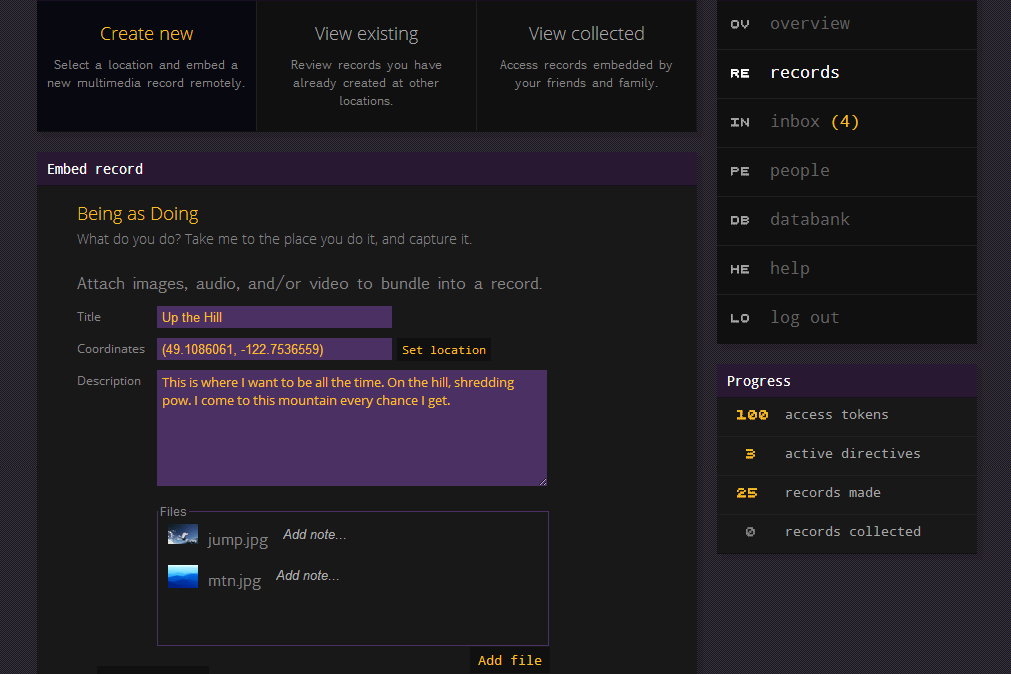 Create new
Select a location and embed a
new multimedia record remotely.
View existing
Review records you have
already created at other
locations.
View collected
Access records embedded by
your friends and family.
Embed record
Being as Doing
What do you do? Take me to the place you do it, and capture it.
Attach images, audio, and/or video to bundle into a record.
Title
Up the Hill
Coordinates
(49.1086061, -122.7536559)
Set location
Description
This is where I want to be all the time. On the hill, shredding
pow. I come to this mountain every chance I get.
Files
jump.jpg
Add note...
mtn.jpg
Add note...
Add file
OV overview
RE records
IN inbox (4)
PE people
DB databank
HE help
LO log out
Progress
100 access tokens
3 active directives
25 records made
0 records collected